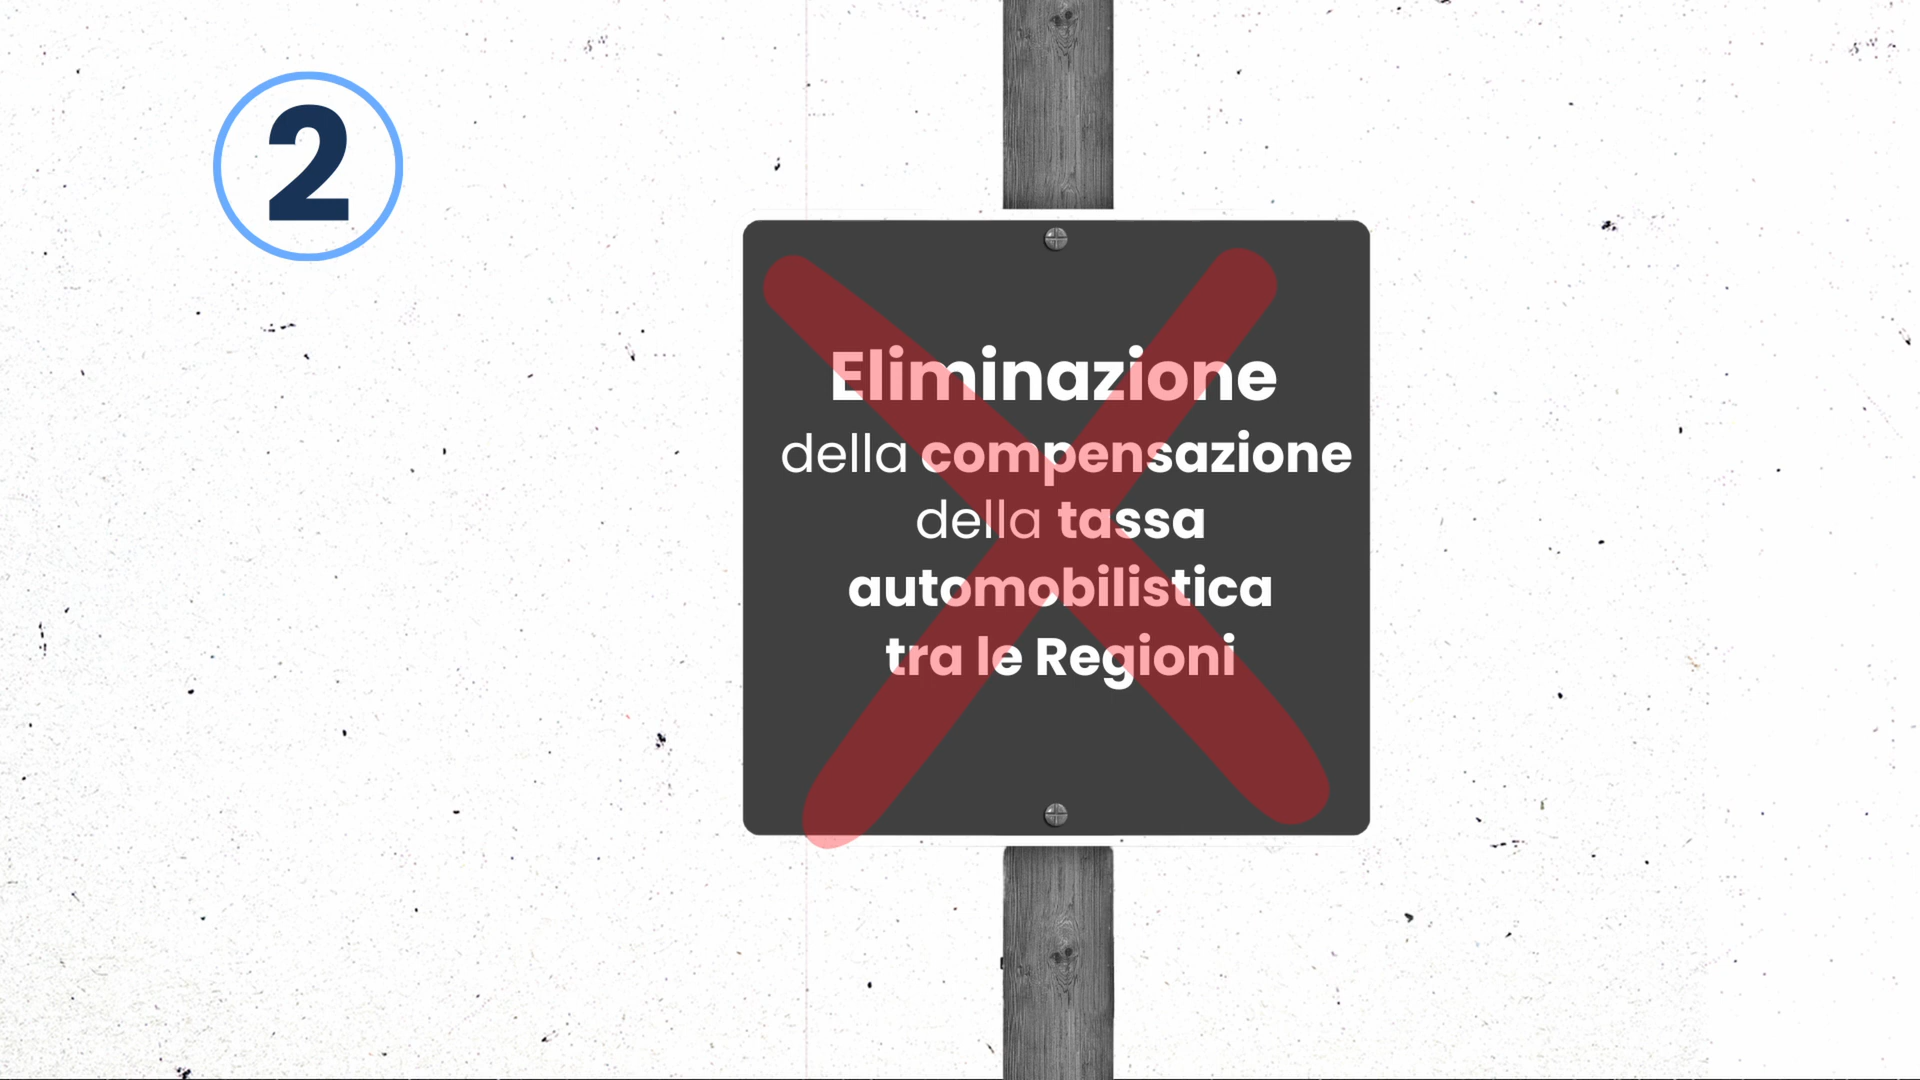 2
Eliminazione
della compensazione
della tassa
automobilistica
tra le Regioni